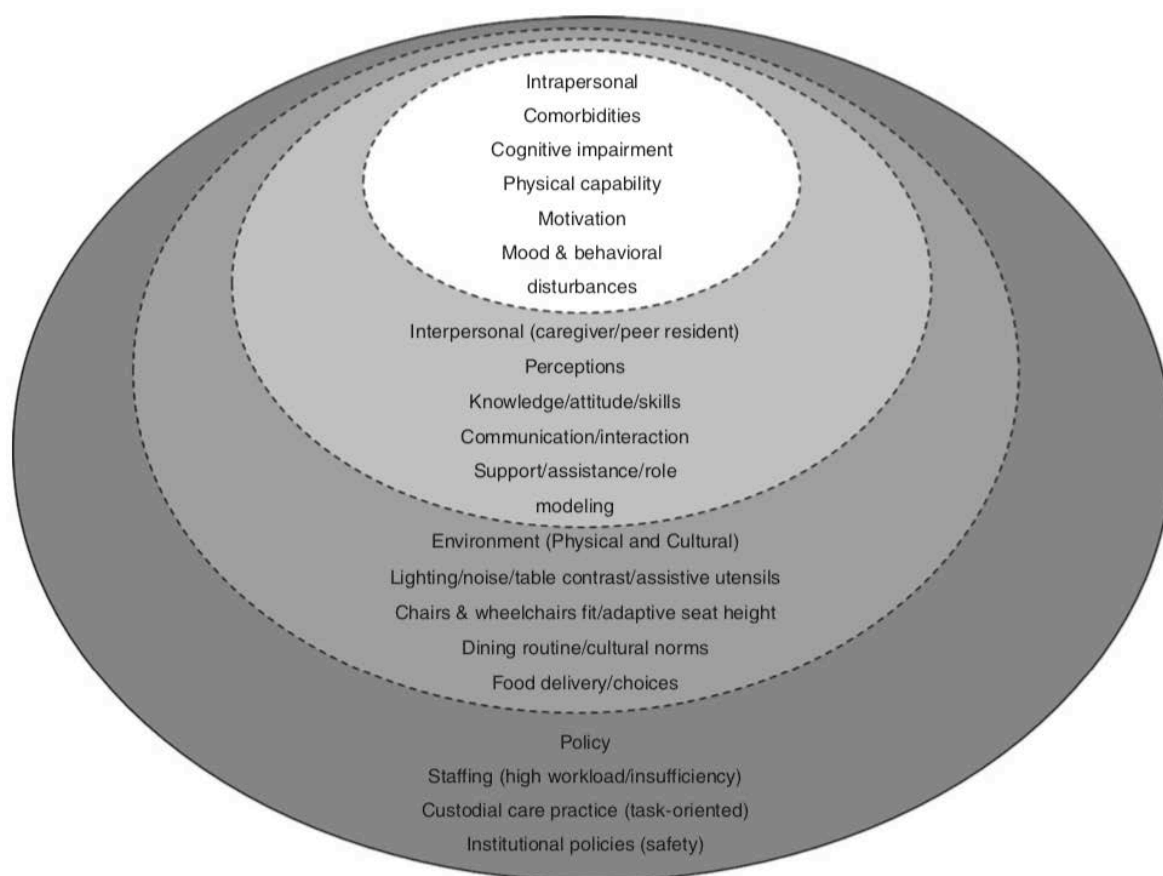 Intrapersonal
Comorbidities
Cognitive impairment
Physical capability
Motivation
Mood & behavioral
disturbances
Interpersonal (caregiver/peer resident)
Perceptions
Knowledge/attitude/skills
Communication/interaction
Support/assistance/role
modeling
Environment (Physical and Cultural)
Lighting/noise/table contrast/assistive utensils
Chairs & wheelchairs fit/adaptive seat height
Dining routine/cultural norms
Food delivery/choices
Policy
Staffing (high workload/insufficiency)
Custodial care practice (task-oriented)
Institutional policies (safety)